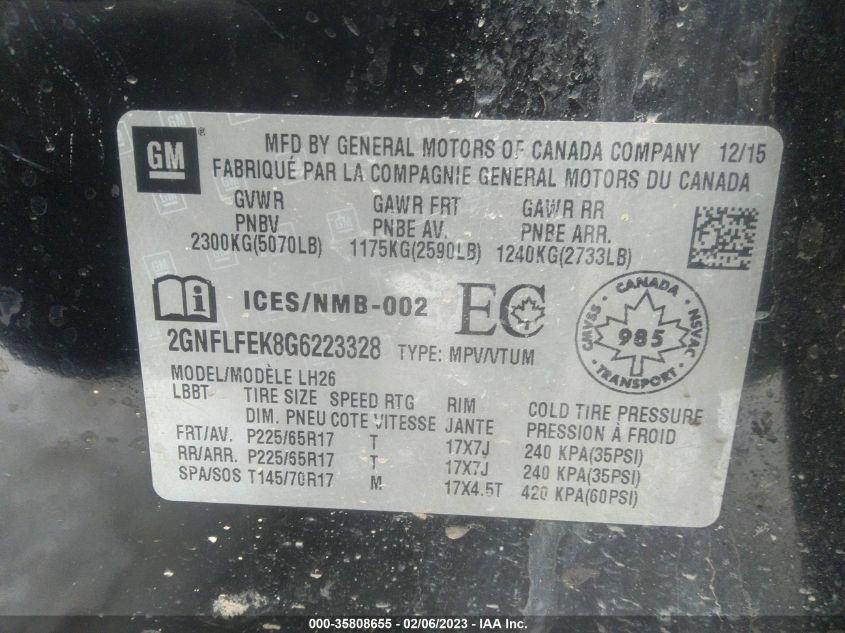 GM ®
MFD BY GENERAL MOTORS OF CANADA COMPANY 12/15
FABRIQUÉ PAR LA COMPAGNIE GENERAL MOTORS DU CANADA
GVWR GAWR FRT GAWR RR
PNBV PNBE AV. PNBE ARR.
2300KG(5070LB) 1175KG(2590LB) 1240KG(2733LB)
i ICES/NMB-002 EC
CANADA
CMVSS 985 NSVAC
TRANSPORT
2GNFLFEK8G6223328 TYPE: MPV/VTUM
MODEL/MODÈLE LH26
LBBT TIRE SIZE SPEED RTG RIM COLD TIRE PRESSURE
DIM. PNEU COTE VITESSE JANTE PRESSION À FROID
FRT/AV. P225/65R17 T 17X7J 240 KPA(35PSI)
RR/ARR. P225/65R17 T 17X7J 240 KPA(35PSI)
SPA/SOS T145/70R17 M 17X4.5T 420 KPA(60PSI)
000-35808655 - 02/06/2023 - © IAA Inc.